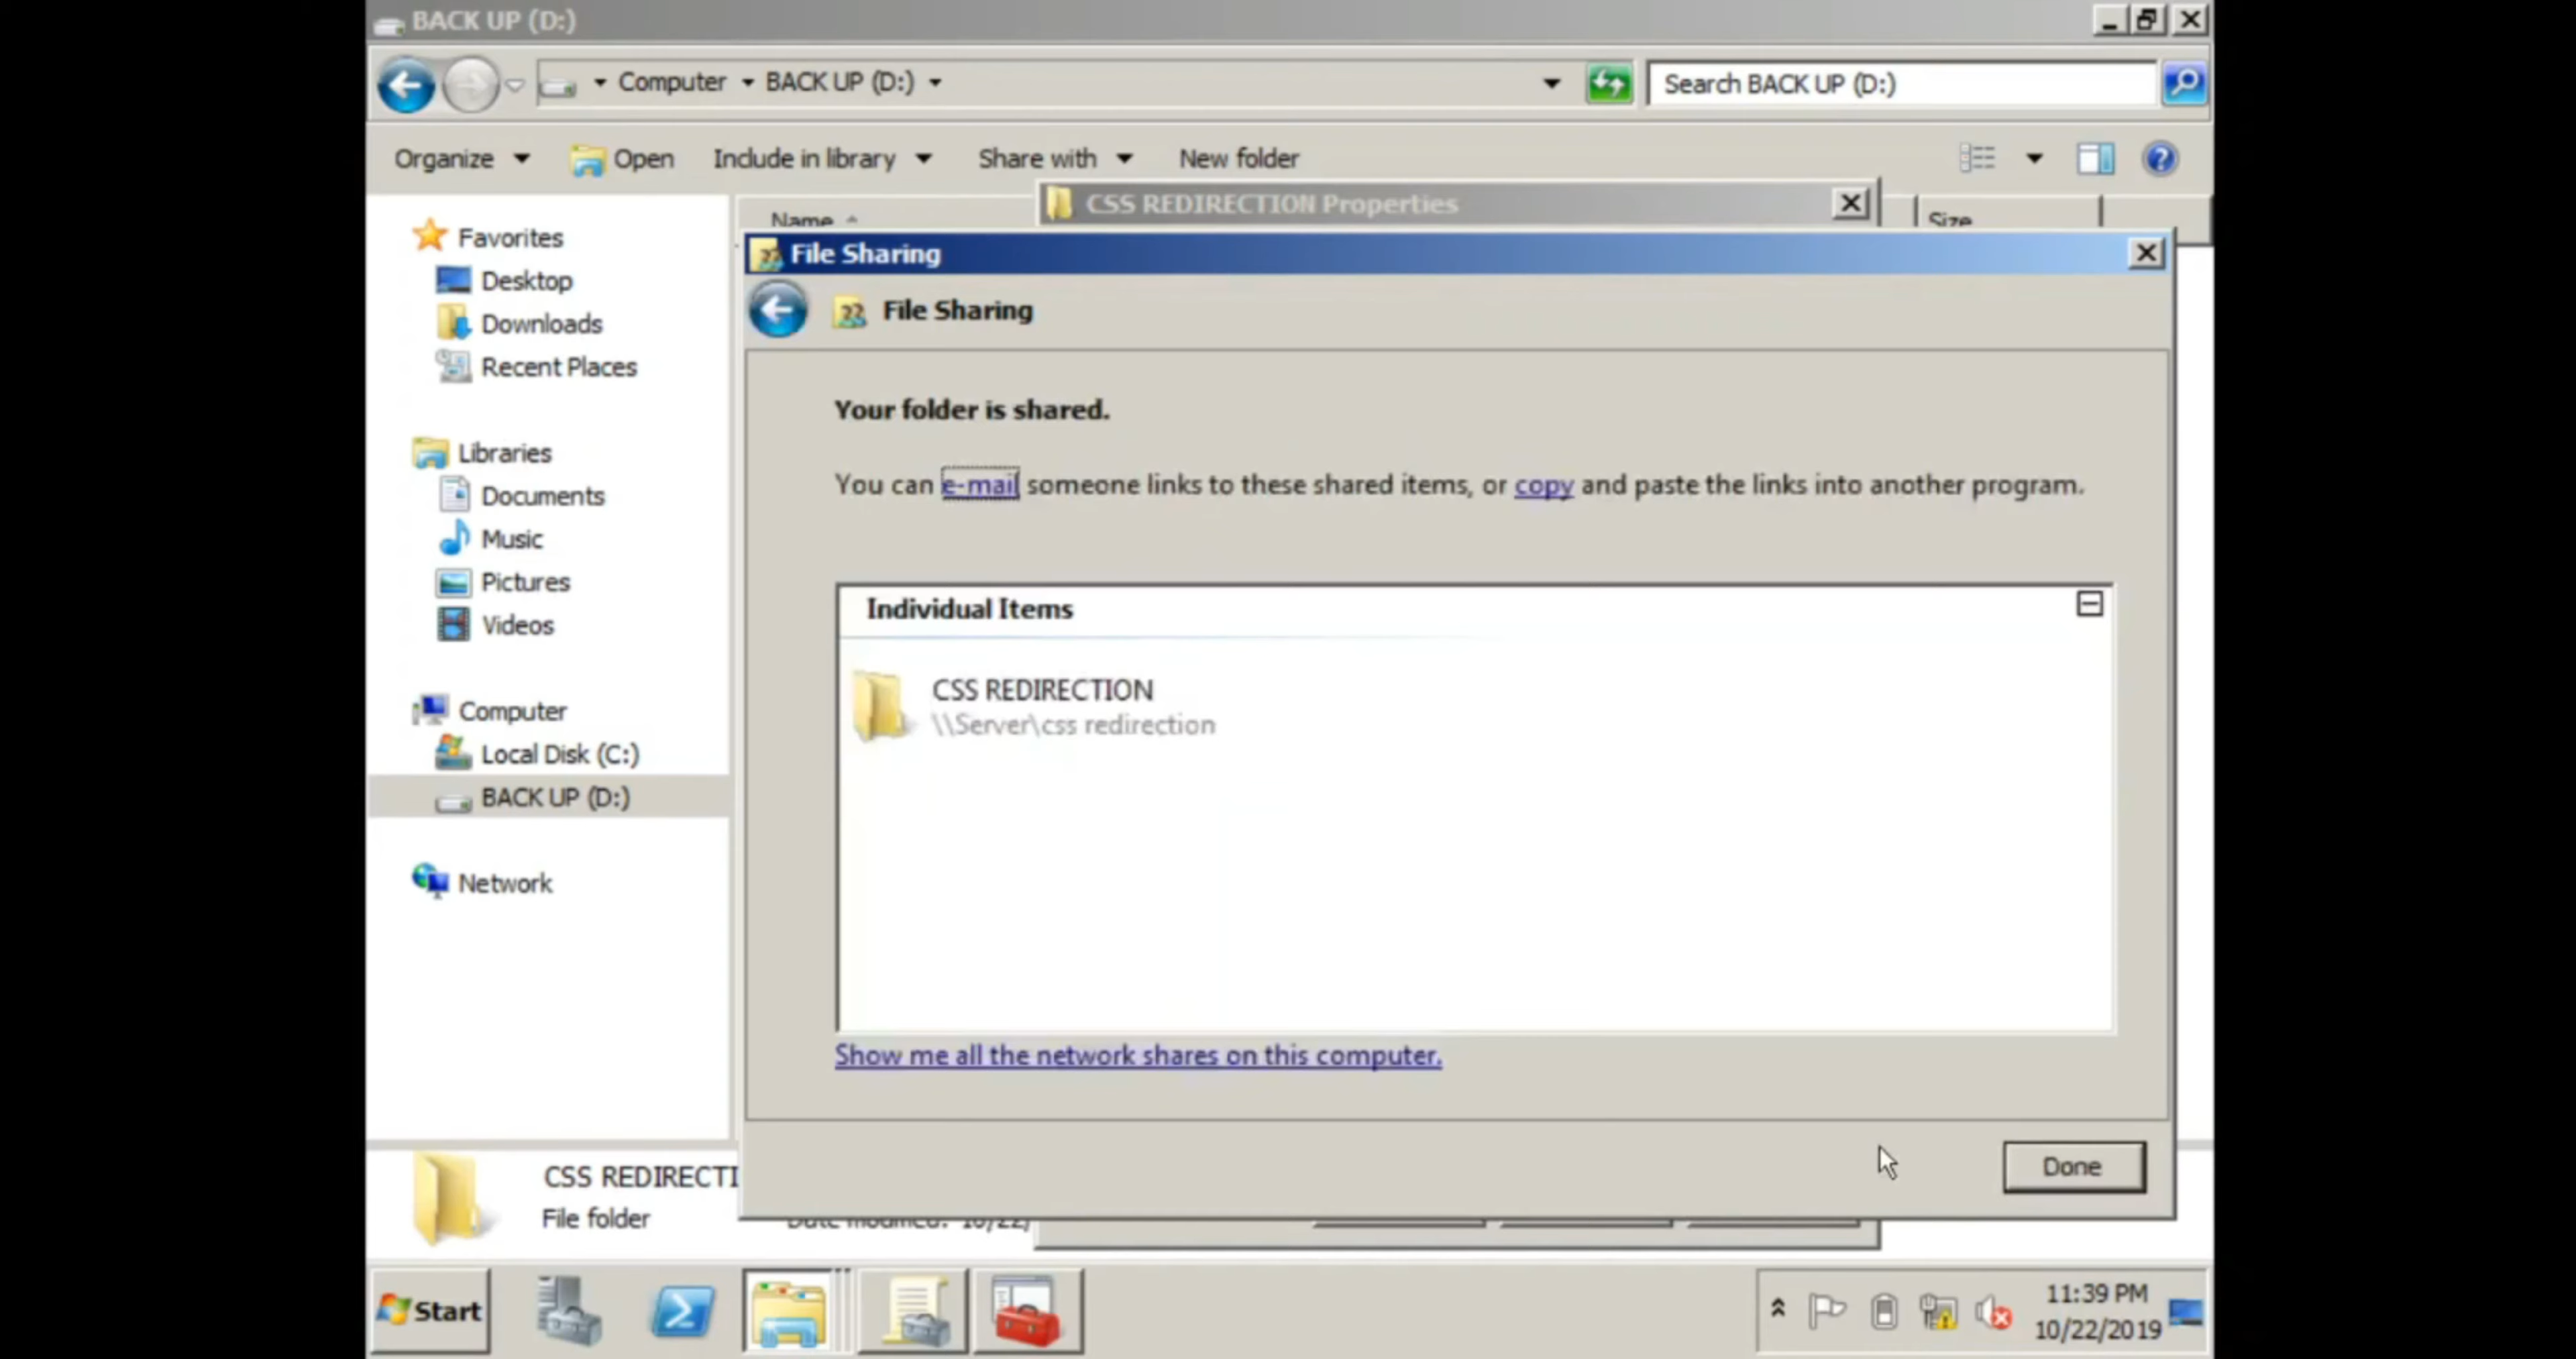 BACK UP (D:)
Computer BACK UP (D:)
Search BACK UP (D:)
Organize Open Include in library Share with New folder
CSS REDIRECTION Properties
Name Size
Favorites
Desktop
Downloads
Recent Places
Libraries
Documents
Music
Pictures
Videos
Computer
Local Disk (C:)
BACK UP (D:)
Network
File Sharing
File Sharing
Your folder is shared.
You can e-mail someone links to these shared items, or copy and paste the links into another program.
Individual Items
CSS REDIRECTION
\\Server\css redirection
Show me all the network shares on this computer.
Done
CSS REDIRECTI
File folder Date modified: 10/22/
Start
11:39 PM
10/22/2019